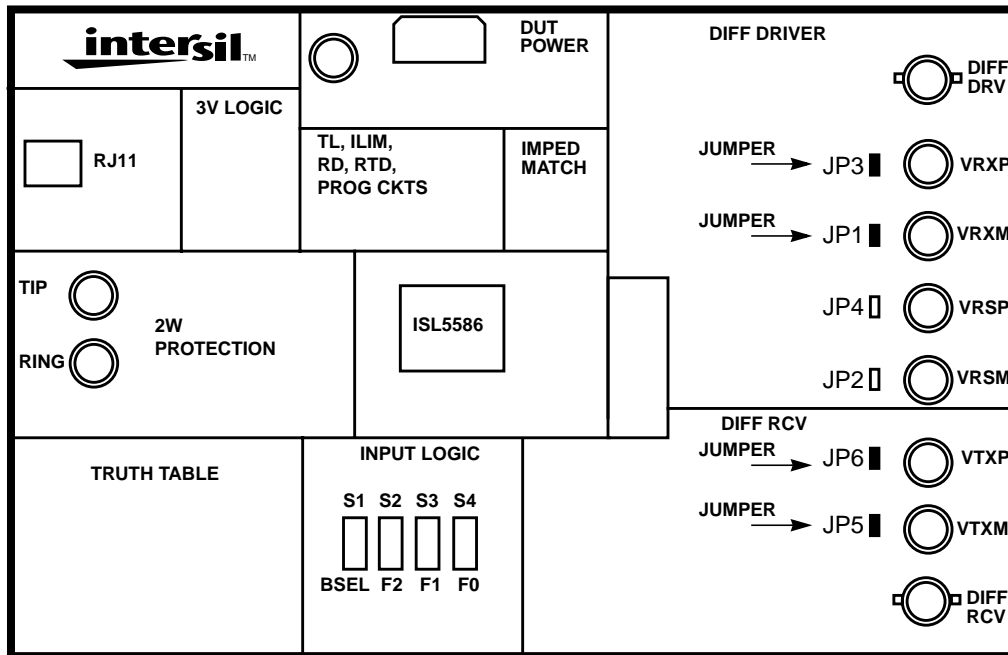 intersil™
DUT
POWER
DIFF DRIVER
DIFF
DRV
3V LOGIC
RJ11
TL, ILIM,
RD, RTD,
PROG CKTS
IMPED
MATCH
JUMPER
JP3
VRXP
JUMPER
JP1
VRXM
TIP
RING
2W
PROTECTION
ISL5586
JP4
VRSP
JP2
VRSM
TRUTH TABLE
INPUT LOGIC
S1 S2 S3 S4
BSEL F2 F1 F0
DIFF RCV
JUMPER
JP6
VTXP
JUMPER
JP5
VTXM
DIFF
RCV